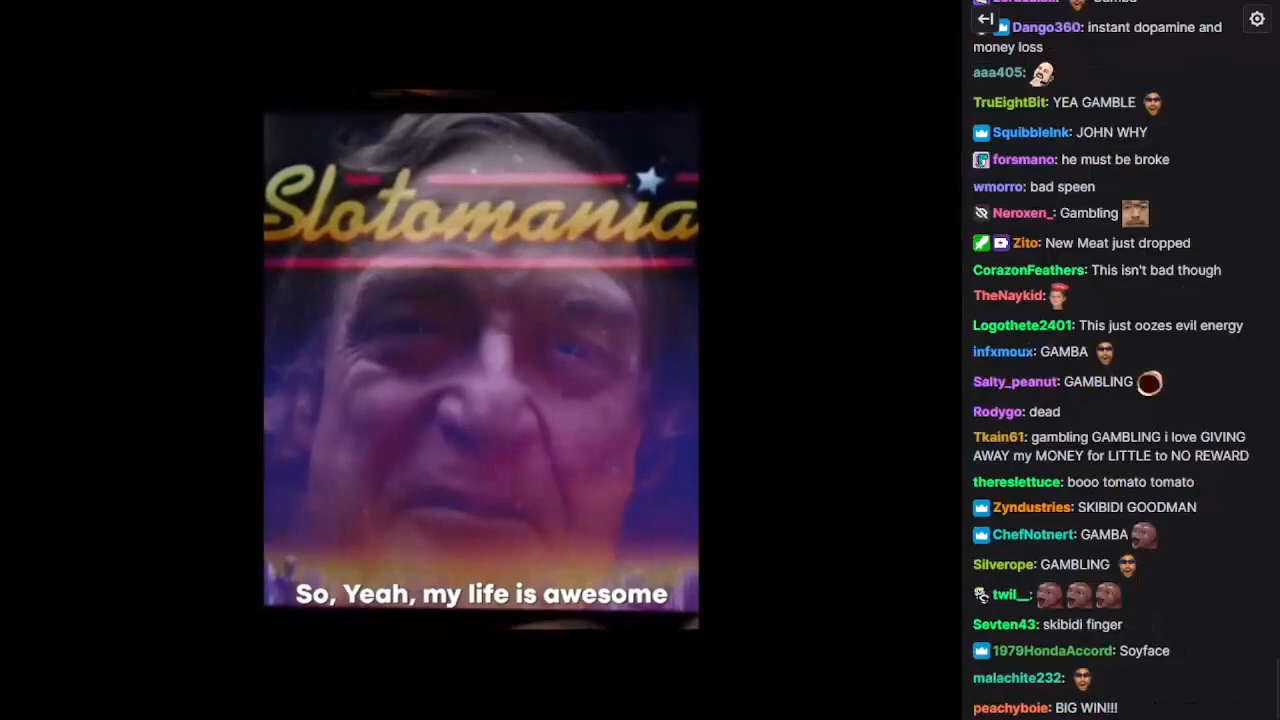 Slotomania
So, Yeah, my life is awesome
Dango360: instant dopamine and
money loss
aaa405:
TruEightBit: YEA GAMBLE
SquibbleInk: JOHN WHY
forsmano: he must be broke
wmorro: bad speen
Neroxen_: Gambling
Zito: New Meat just dropped
CorazonFeathers: This isn't bad though
TheNaykid:
Logothete2401: This just oozes evil energy
infxmoux: GAMBA
Salty_peanut: GAMBLING
Rodygo: dead
Tkain61: gambling GAMBLING i love GIVING
AWAY my MONEY for LITTLE to NO REWARD
thereslettuce: booo tomato tomato
Zyndustries: SKIBIDI GOODMAN
ChefNotnert: GAMBA
Silverope: GAMBLING
twil__:
Sevten43: skibidi finger
1979HondaAccord: Soyface
malachite232:
peachyboie: BIG WIN!!!